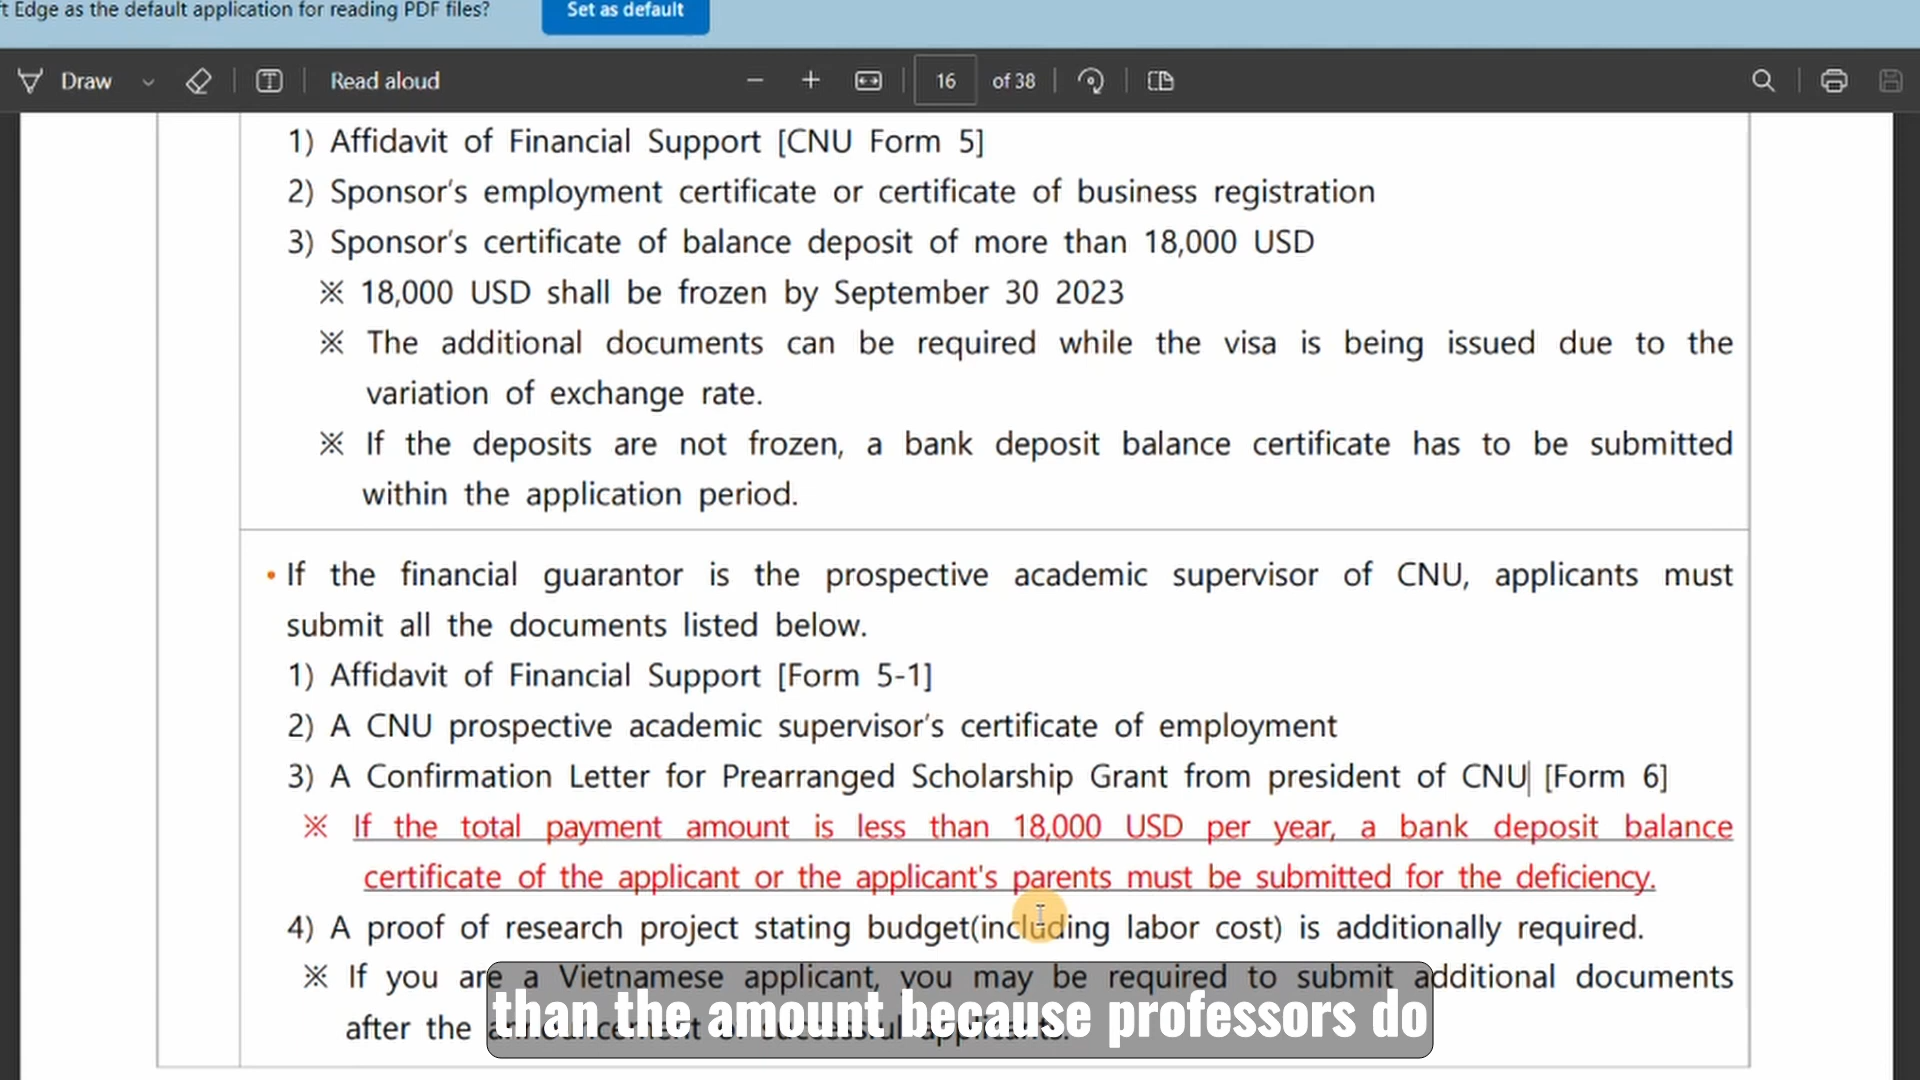 t Edge as the default application for reading PDF files?
Set as default
Draw
Read aloud
16
of 38
1) Affidavit of Financial Support [CNU Form 5]
2) Sponsor's employment certificate or certificate of business registration
3) Sponsor's certificate of balance deposit of more than 18,000 USD
※ 18,000 USD shall be frozen by September 30 2023
※ The additional documents can be required while the visa is being issued due to the
variation of exchange rate.
※ If the deposits are not frozen, a bank deposit balance certificate has to be submitted
within the application period.
• If the financial guarantor is the prospective academic supervisor of CNU, applicants must
submit all the documents listed below.
1) Affidavit of Financial Support [Form 5-1]
2) A CNU prospective academic supervisor's certificate of employment
3) A Confirmation Letter for Prearranged Scholarship Grant from president of CNU [Form 6]
※ If the total payment amount is less than 18,000 USD per year, a bank deposit balance
certificate of the applicant or the applicant's parents must be submitted for the deficiency.
4) A proof of research project stating budget(including labor cost) is additionally required.
※ If you are a Vietnamese applicant, you may be required to submit additional documents
after the announcement of successful applicants.
than the amount because professors do